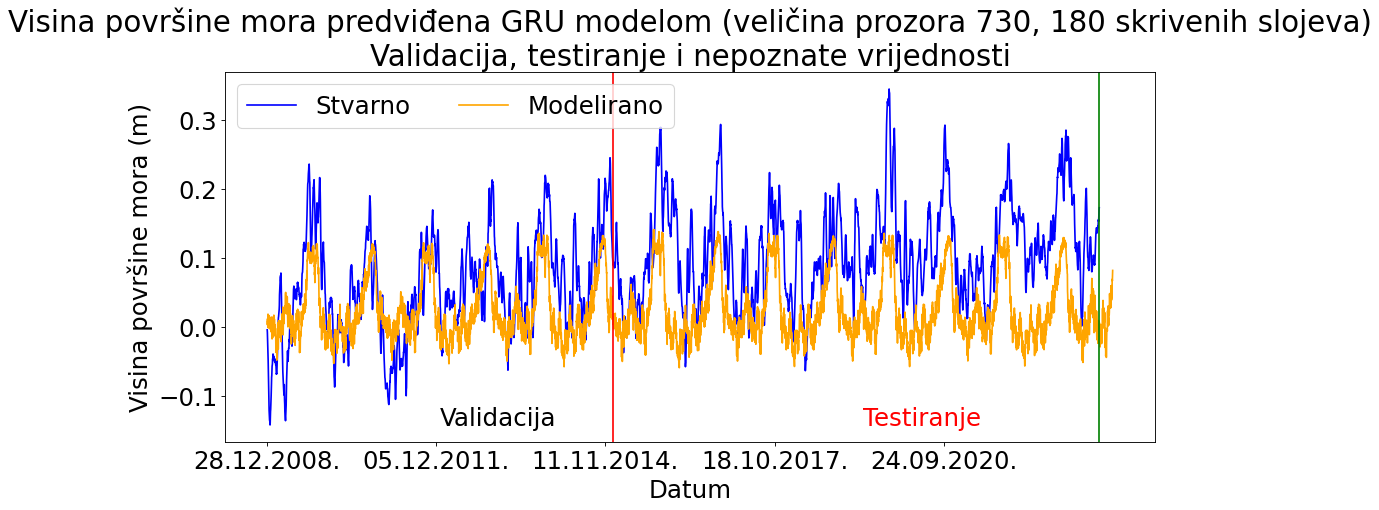 Visina površine mora predviđena GRU modelom (veličina prozora 730, 180 skrivenih slojeva)
Validacija, testiranje i nepoznate vrijednosti
Stvarno Modelirano
Visina površine mora (m)
0.3
0.2
0.1
0.0
−0.1
Validacija Testiranje
28.12.2008. 05.12.2011. 11.11.2014. 18.10.2017. 24.09.2020.
Datum